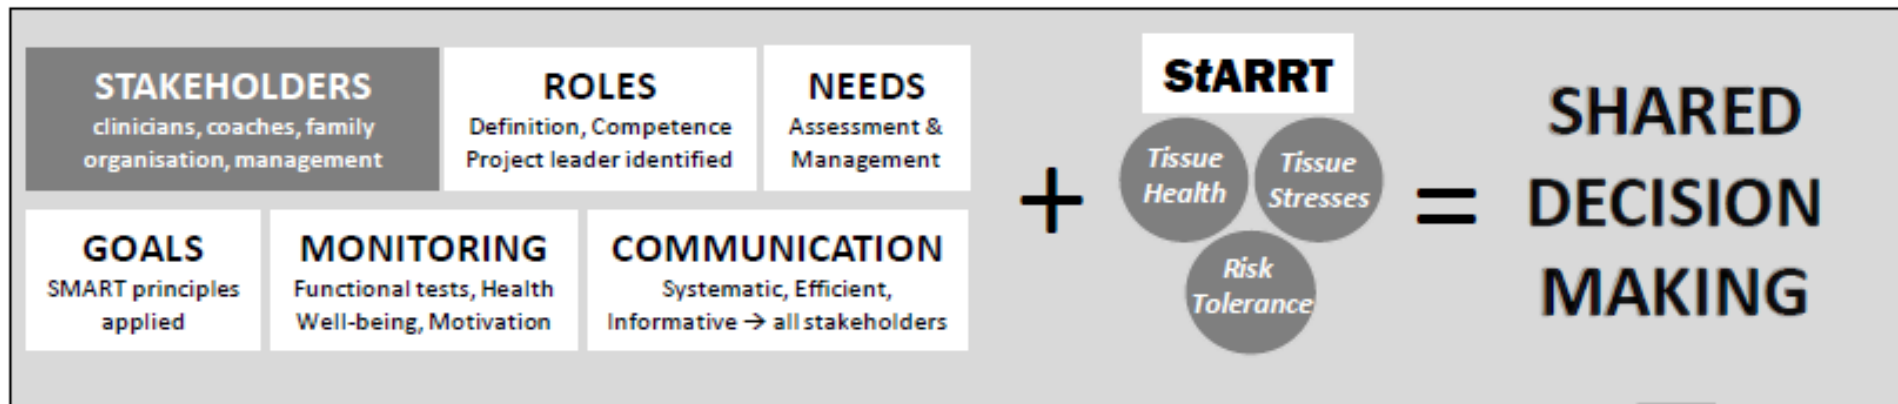 STAKEHOLDERS
clinicians, coaches, family
organisation, management
ROLES
Definition, Competence
Project leader identified
NEEDS
Assessment &
Management
GOALS
SMART principles
applied
MONITORING
Functional tests, Health
Well-being, Motivation
COMMUNICATION
Systematic, Efficient,
Informative → all stakeholders
+
StARRT
Tissue
Health
Tissue
Stresses
Risk
Tolerance
=
SHARED
DECISION
MAKING